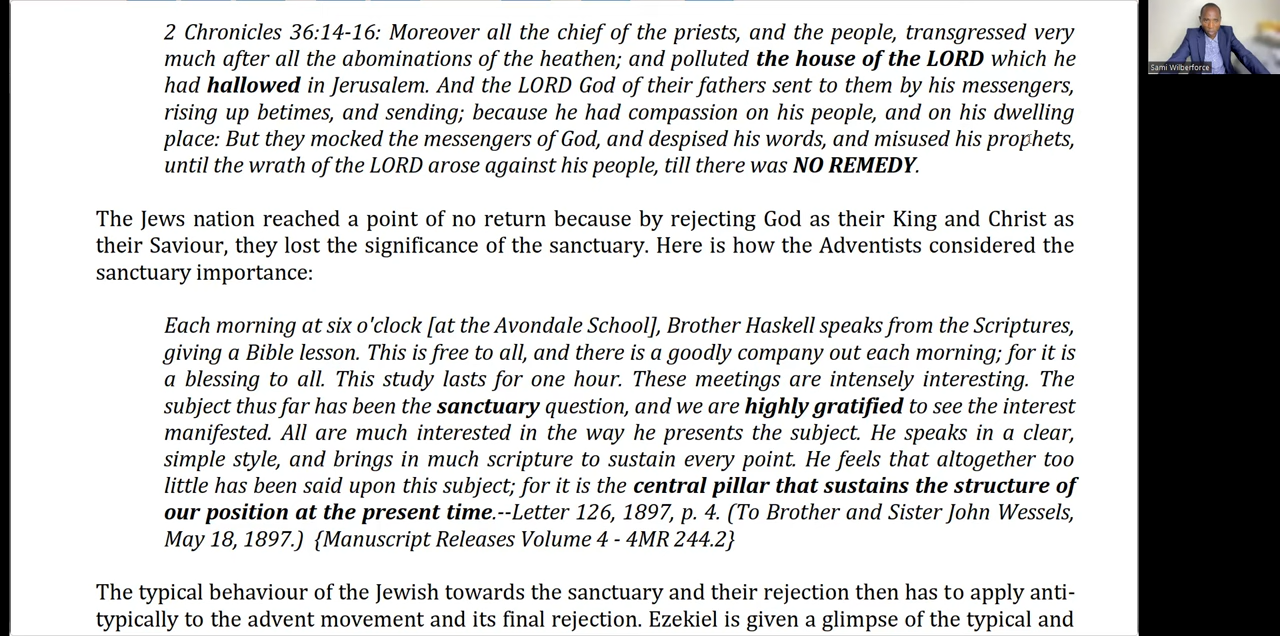 2 Chronicles 36:14-16: Moreover all the chief of the priests, and the people, transgressed very
much after all the abominations of the heathen; and polluted the house of the LORD which he
had hallowed in Jerusalem. And the LORD God of their fathers sent to them by his messengers,
rising up betimes, and sending; because he had compassion on his people, and on his dwelling
place: But they mocked the messengers of God, and despised his words, and misused his prophets,
until the wrath of the LORD arose against his people, till there was NO REMEDY.
The Jews nation reached a point of no return because by rejecting God as their King and Christ as
their Saviour, they lost the significance of the sanctuary. Here is how the Adventists considered the
sanctuary importance:
Each morning at six o'clock [at the Avondale School], Brother Haskell speaks from the Scriptures,
giving a Bible lesson. This is free to all, and there is a goodly company out each morning; for it is
a blessing to all. This study lasts for one hour. These meetings are intensely interesting. The
subject thus far has been the sanctuary question, and we are highly gratified to see the interest
manifested. All are much interested in the way he presents the subject. He speaks in a clear,
simple style, and brings in much scripture to sustain every point. He feels that altogether too
little has been said upon this subject; for it is the central pillar that sustains the structure of
our position at the present time.--Letter 126, 1897, p. 4. (To Brother and Sister John Wessels,
May 18, 1897.) {Manuscript Releases Volume 4 - 4MR 244.2}
The typical behaviour of the Jewish towards the sanctuary and their rejection then has to apply anti-
typically to the advent movement and its final rejection. Ezekiel is given a glimpse of the typical and
Sami Wilberforce